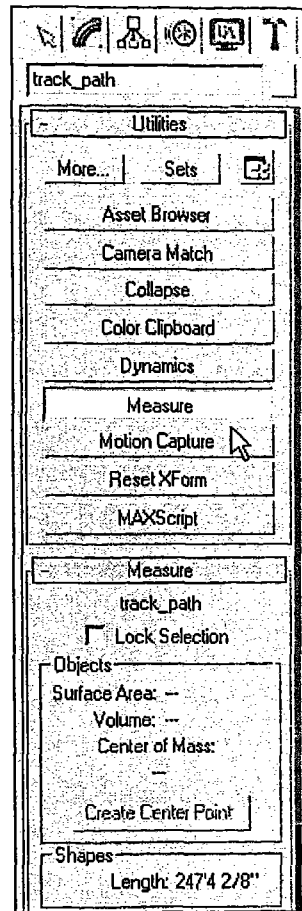 track_path
- Utilities
More... Sets
Asset Browser
Camera Match
Collapse
Color Clipboard
Dynamics
Measure
Motion Capture
Reset XForm
MAXScript
- Measure
track_path
Lock Selection
Objects
Surface Area: --
Volume: --
Center of Mass:
--
Create Center Point
Shapes
Length: 247'4 2/8"